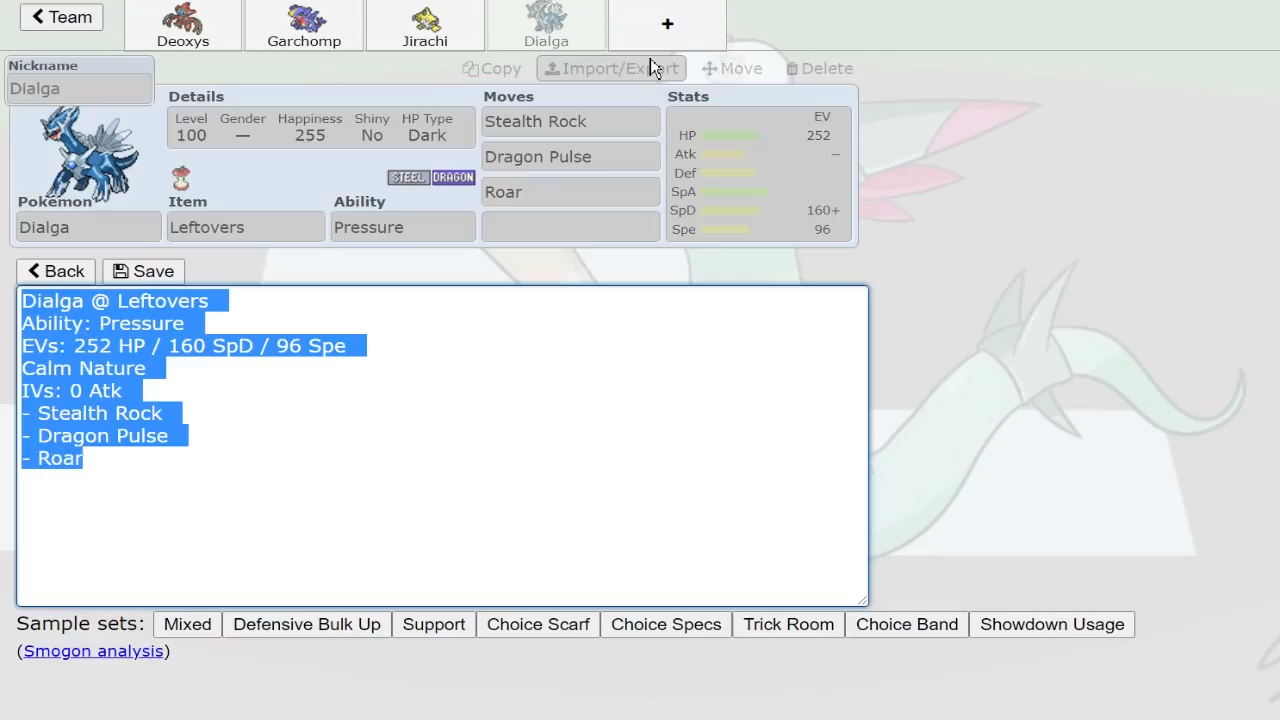 Team
Deoxys
Garchomp
Jirachi
Dialga
+
Nickname
Dialga
Copy
Import/Export
Move
Delete
Details
Level Gender Happiness Shiny HP Type
100 — 255 No Dark
STEEL DRAGON
Pokémon Item Ability
Dialga Leftovers Pressure
Moves
Stealth Rock
Dragon Pulse
Roar
Stats
EV
HP 252
Atk –
Def
SpA
SpD 160+
Spe 96
Back
Save
Dialga @ Leftovers
Ability: Pressure
EVs: 252 HP / 160 SpD / 96 Spe
Calm Nature
IVs: 0 Atk
- Stealth Rock
- Dragon Pulse
- Roar
Sample sets: Mixed Defensive Bulk Up Support Choice Scarf Choice Specs Trick Room Choice Band Showdown Usage
(Smogon analysis)